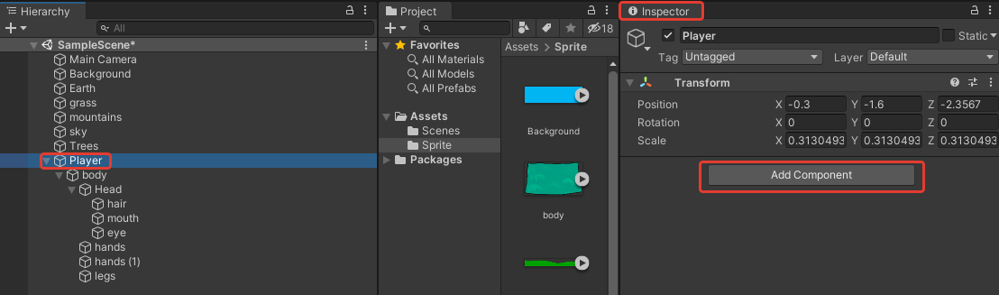 Hierarchy
All
SampleScene*
Main Camera
Background
Earth
grass
mountains
sky
Trees
Player
body
Head
hair
mouth
eye
hands
hands (1)
legs
Project
18
Favorites
All Materials
All Models
All Prefabs
Assets
Scenes
Sprite
Packages
Assets > Sprite
Background
body
Inspector
Player
Static
Tag Untagged Layer Default
Transform
Position X -0.3 Y -1.6 Z -2.3567
Rotation X 0 Y 0 Z 0
Scale X 0.3130493 Y 0.3130493 Z 0.3130493
Add Component